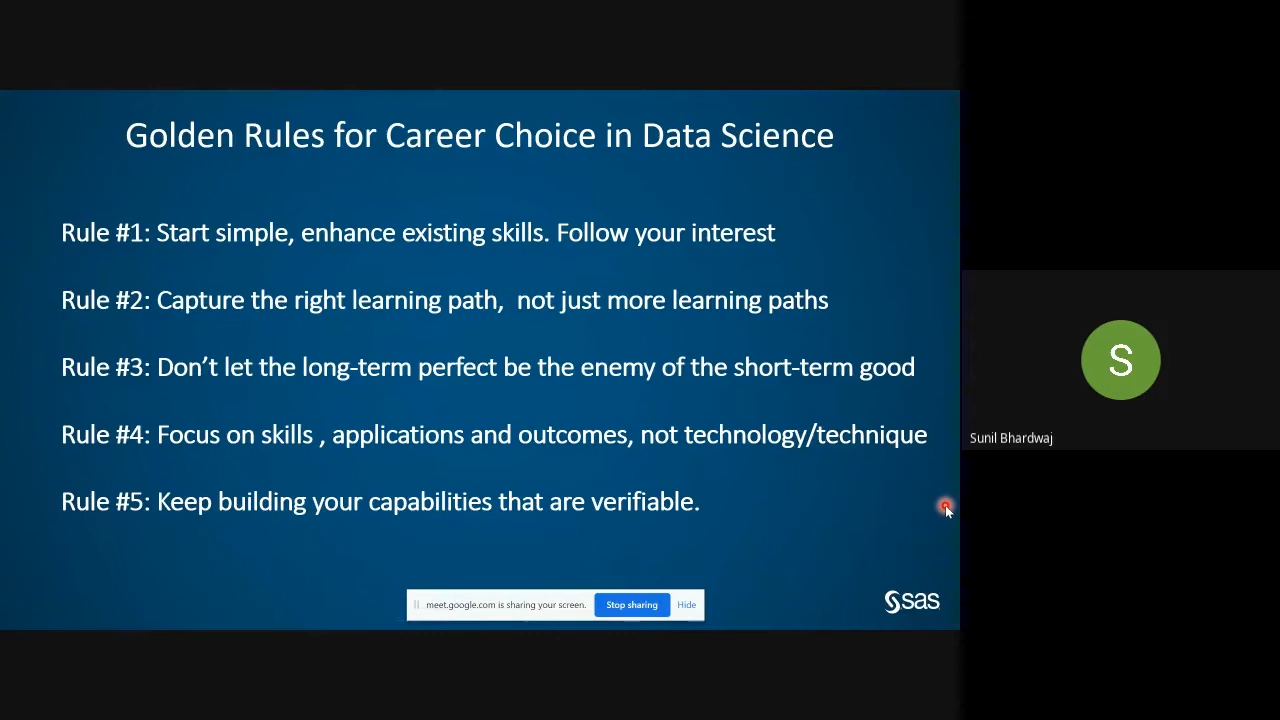 Golden Rules for Career Choice in Data Science
Rule #1: Start simple, enhance existing skills. Follow your interest
Rule #2: Capture the right learning path,  not just more learning paths
Rule #3: Don’t let the long-term perfect be the enemy of the short-term good
Rule #4: Focus on skills , applications and outcomes, not technology/technique
Rule #5: Keep building your capabilities that are verifiable.
meet.google.com is sharing your screen. Stop sharing Hide
sas
S
Sunil Bhardwaj